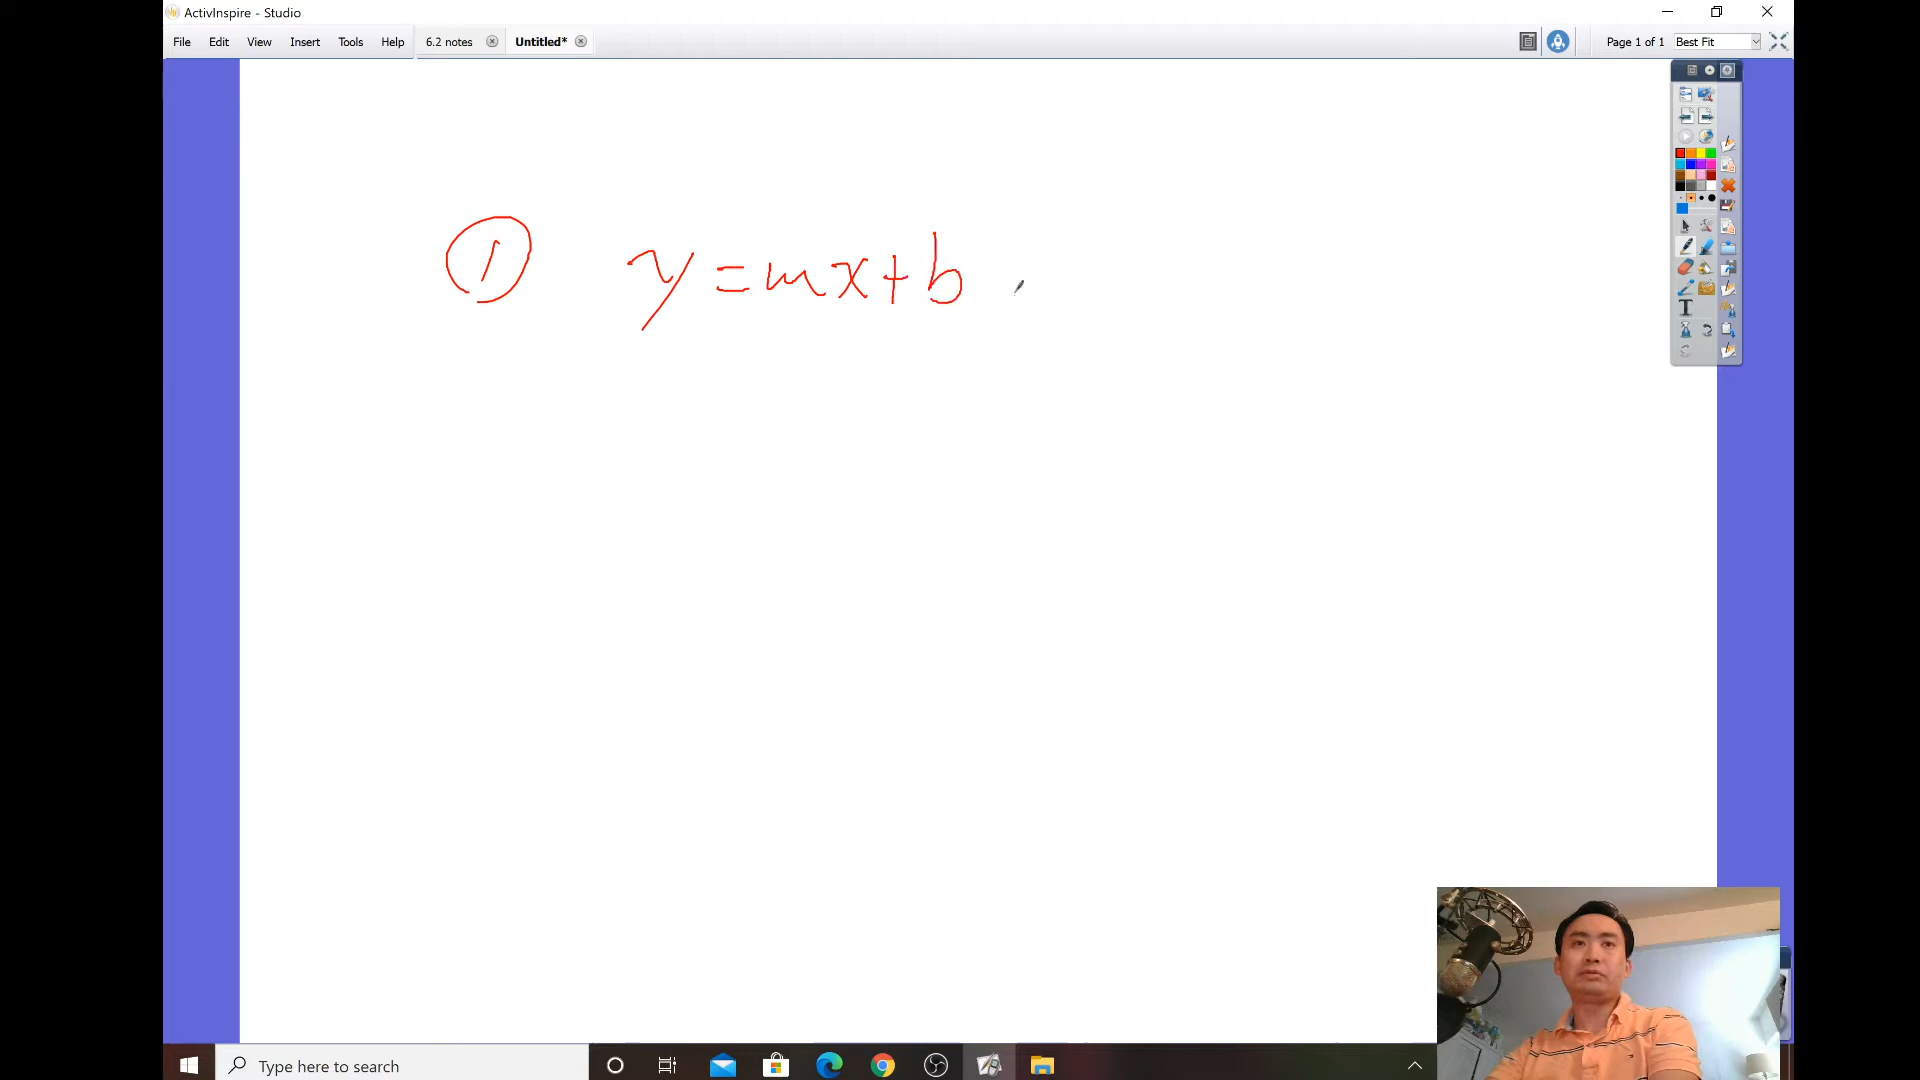 ActivInspire - Studio
File Edit View Insert Tools Help 6.2 notes Untitled* Page 1 of 1 Best Fit
① y = mx + b
T
Type here to search